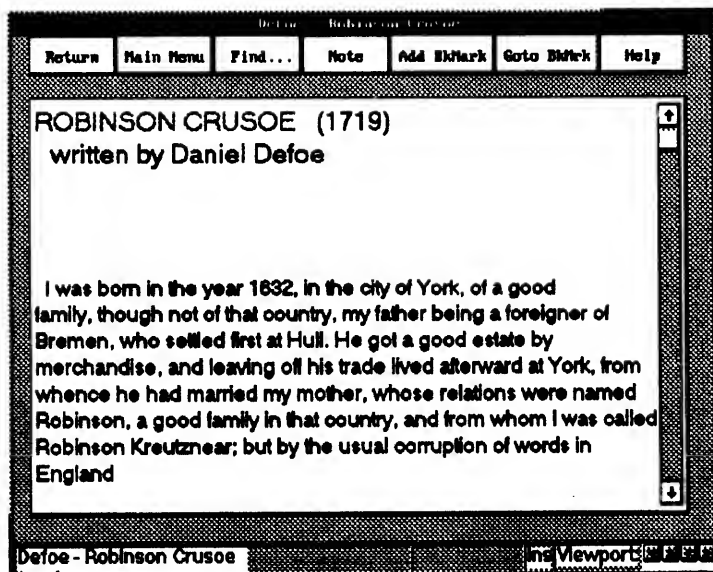 Defoe - Robinson Crusoe
Return Main Menu Find... Note Add BkMark Goto BkMrk Help
ROBINSON CRUSOE (1719)
written by Daniel Defoe
I was born in the year 1632, in the city of York, of a good
family, though not of that country, my father being a foreigner of
Bremen, who settled first at Hull. He got a good estate by
merchandise, and leaving off his trade lived afterward at York, from
whence he had married my mother, whose relations were named
Robinson, a good family in that country, and from whom I was called
Robinson Kreutznear; but by the usual corruption of words in
England
Defoe - Robinson Crusoe Ins Viewport